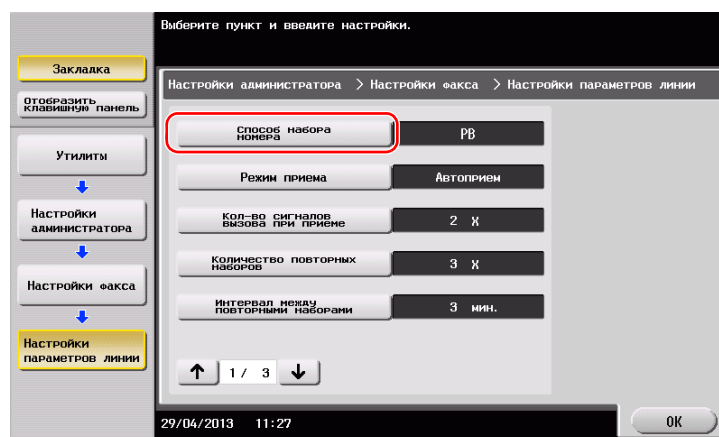 Выберите пункт и введите настройки.
Закладка
Отобразить
клавишную панель
Утилиты
Настройки
администратора
Настройки факса
Настройки
параметров линии
Настройки администратора > Настройки факса > Настройки параметров линии
Способ набора
номера
PB
Режим приема
Автоприем
Кол-во сигналов
вызова при приеме
2 X
Количество повторных
наборов
3 X
Интервал между
повторными наборами
3 мин.
↑ 1/ 3 ↓
29/04/2013 11:27
OK